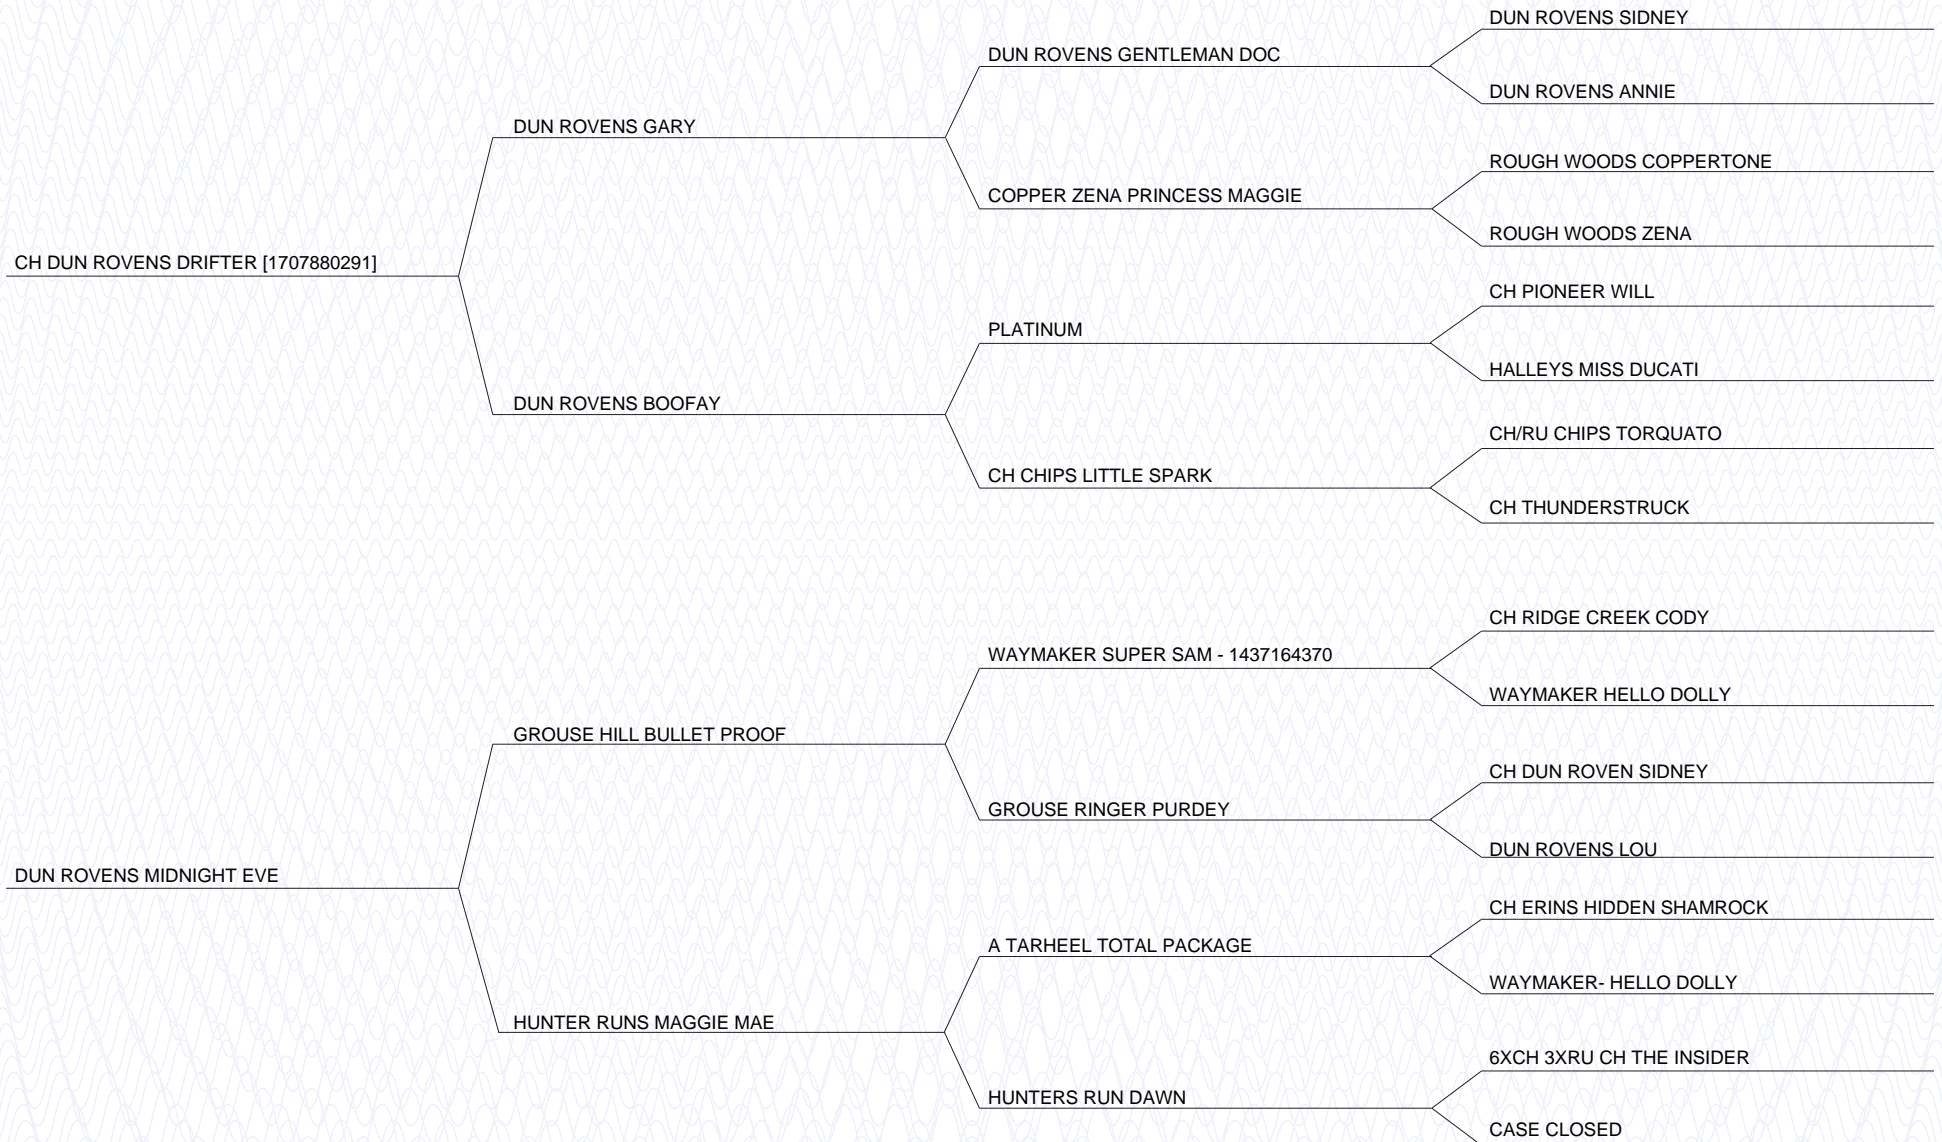 DUN ROVENS SIDNEY
DUN ROVENS GENTLEMAN DOC
DUN ROVENS ANNIE
DUN ROVENS GARY
ROUGH WOODS COPPERTONE
COPPER ZENA PRINCESS MAGGIE
ROUGH WOODS ZENA
CH DUN ROVENS DRIFTER [1707880291]
CH PIONEER WILL
PLATINUM
HALLEYS MISS DUCATI
DUN ROVENS BOOFAY
CH/RU CHIPS TORQUATO
CH CHIPS LITTLE SPARK
CH THUNDERSTRUCK
CH RIDGE CREEK CODY
WAYMAKER SUPER SAM - 1437164370
WAYMAKER HELLO DOLLY
GROUSE HILL BULLET PROOF
CH DUN ROVEN SIDNEY
GROUSE RINGER PURDEY
DUN ROVENS LOU
DUN ROVENS MIDNIGHT EVE
CH ERINS HIDDEN SHAMROCK
A TARHEEL TOTAL PACKAGE
WAYMAKER- HELLO DOLLY
HUNTER RUNS MAGGIE MAE
6XCH 3XRU CH THE INSIDER
HUNTERS RUN DAWN
CASE CLOSED